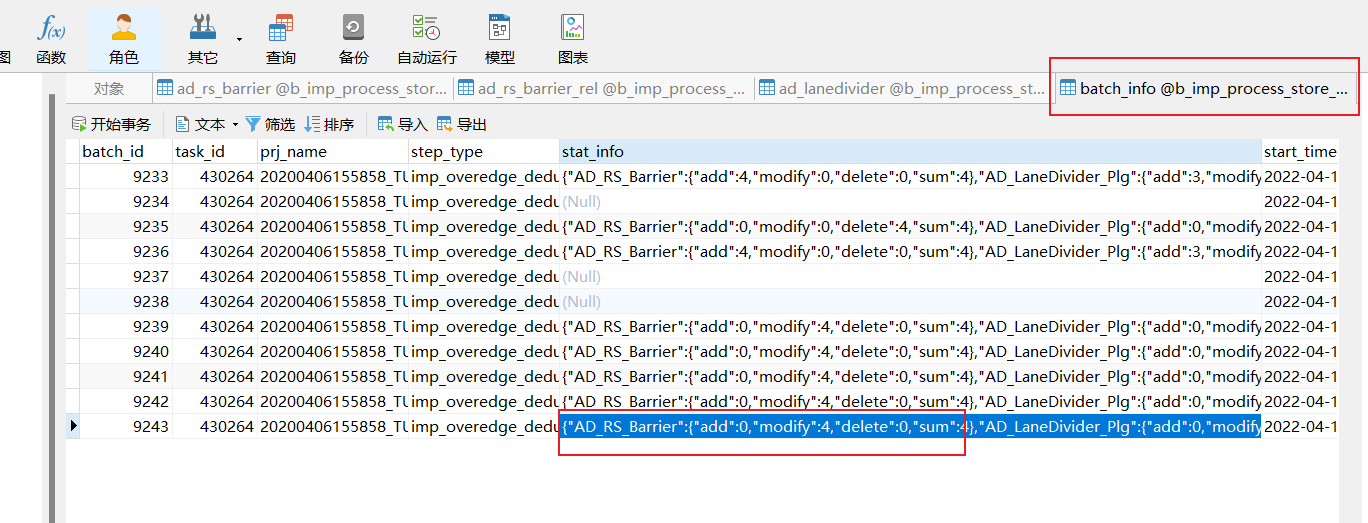 图 函数 角色 其它 查询 备份 自动运行 模型 图表
对象 ad_rs_barrier @b_imp_process_stor... ad_rs_barrier_rel @b_imp_process_... ad_lanedivider @b_imp_process_st... batch_info @b_imp_process_store_...
开始事务 文本 筛选 排序 导入 导出
batch_id task_id prj_name step_type stat_info start_time
9233 430264 20200406155858_TU imp_overedge_dedu {"AD_RS_Barrier":{"add":4,"modify":0,"delete":0,"sum":4},"AD_LaneDivider_Plg":{"add":3,"modify 2022-04-1
9234 430264 20200406155858_TU imp_overedge_dedu (Null) 2022-04-1
9235 430264 20200406155858_TU imp_overedge_dedu {"AD_RS_Barrier":{"add":0,"modify":0,"delete":4,"sum":4},"AD_LaneDivider_Plg":{"add":0,"modify 2022-04-1
9236 430264 20200406155858_TU imp_overedge_dedu {"AD_RS_Barrier":{"add":4,"modify":0,"delete":0,"sum":4},"AD_LaneDivider_Plg":{"add":3,"modify 2022-04-1
9237 430264 20200406155858_TU imp_overedge_dedu (Null) 2022-04-1
9238 430264 20200406155858_TU imp_overedge_dedu (Null) 2022-04-1
9239 430264 20200406155858_TU imp_overedge_dedu {"AD_RS_Barrier":{"add":0,"modify":4,"delete":0,"sum":4},"AD_LaneDivider_Plg":{"add":0,"modify 2022-04-1
9240 430264 20200406155858_TU imp_overedge_dedu {"AD_RS_Barrier":{"add":0,"modify":4,"delete":0,"sum":4},"AD_LaneDivider_Plg":{"add":0,"modify 2022-04-1
9241 430264 20200406155858_TU imp_overedge_dedu {"AD_RS_Barrier":{"add":0,"modify":4,"delete":0,"sum":4},"AD_LaneDivider_Plg":{"add":0,"modify 2022-04-1
9242 430264 20200406155858_TU imp_overedge_dedu {"AD_RS_Barrier":{"add":0,"modify":4,"delete":0,"sum":4},"AD_LaneDivider_Plg":{"add":0,"modify 2022-04-1
9243 430264 20200406155858_TU imp_overedge_dedu {"AD_RS_Barrier":{"add":0,"modify":4,"delete":0,"sum":4},"AD_LaneDivider_Plg":{"add":0,"modify 2022-04-1